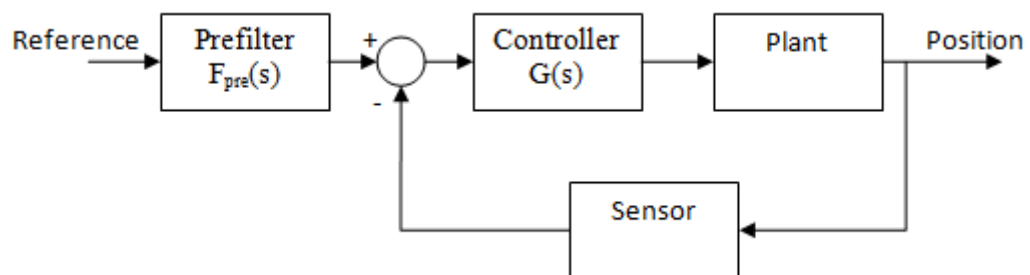 Reference
Prefilter
Fpre(s)
+
-
Controller
G(s)
Plant
Position
Sensor